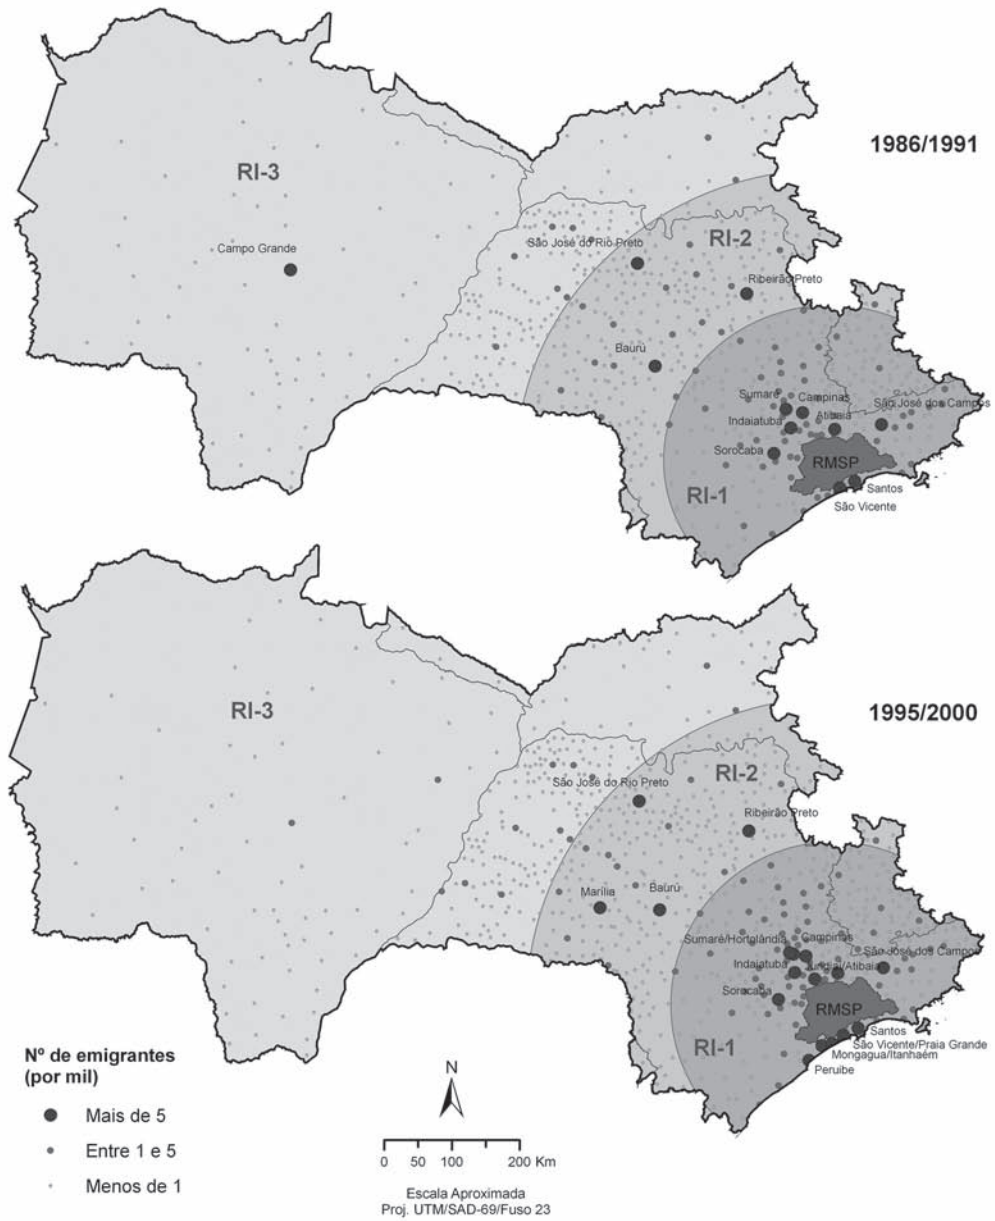 1986/1991
RI-3
Campo Grande
São José do Rio Preto
RI-2
Ribeirão Preto
Bauru
Sumaré
Campinas
São José dos Campos
Indaiatuba
Atibaia
Sorocaba
RMSP
RI-1
Santos
São Vicente
1995/2000
RI-3
RI-2
São José do Rio Preto
Ribeirão Preto
Marília
Bauru
Sumaré/Hortolândia
Campinas
São José dos Campos
Indaiatuba
Jundiaí/Atibaia
Sorocaba
RMSP
RI-1
Santos
São Vicente/Praia Grande
Mongagua/Itanhaém
Peruibe
Nº de emigrantes
(por mil)
Mais de 5
Entre 1 e 5
Menos de 1
N
0 50 100 200 Km
Escala Aproximada
Proj. UTM/SAD-69/Fuso 23